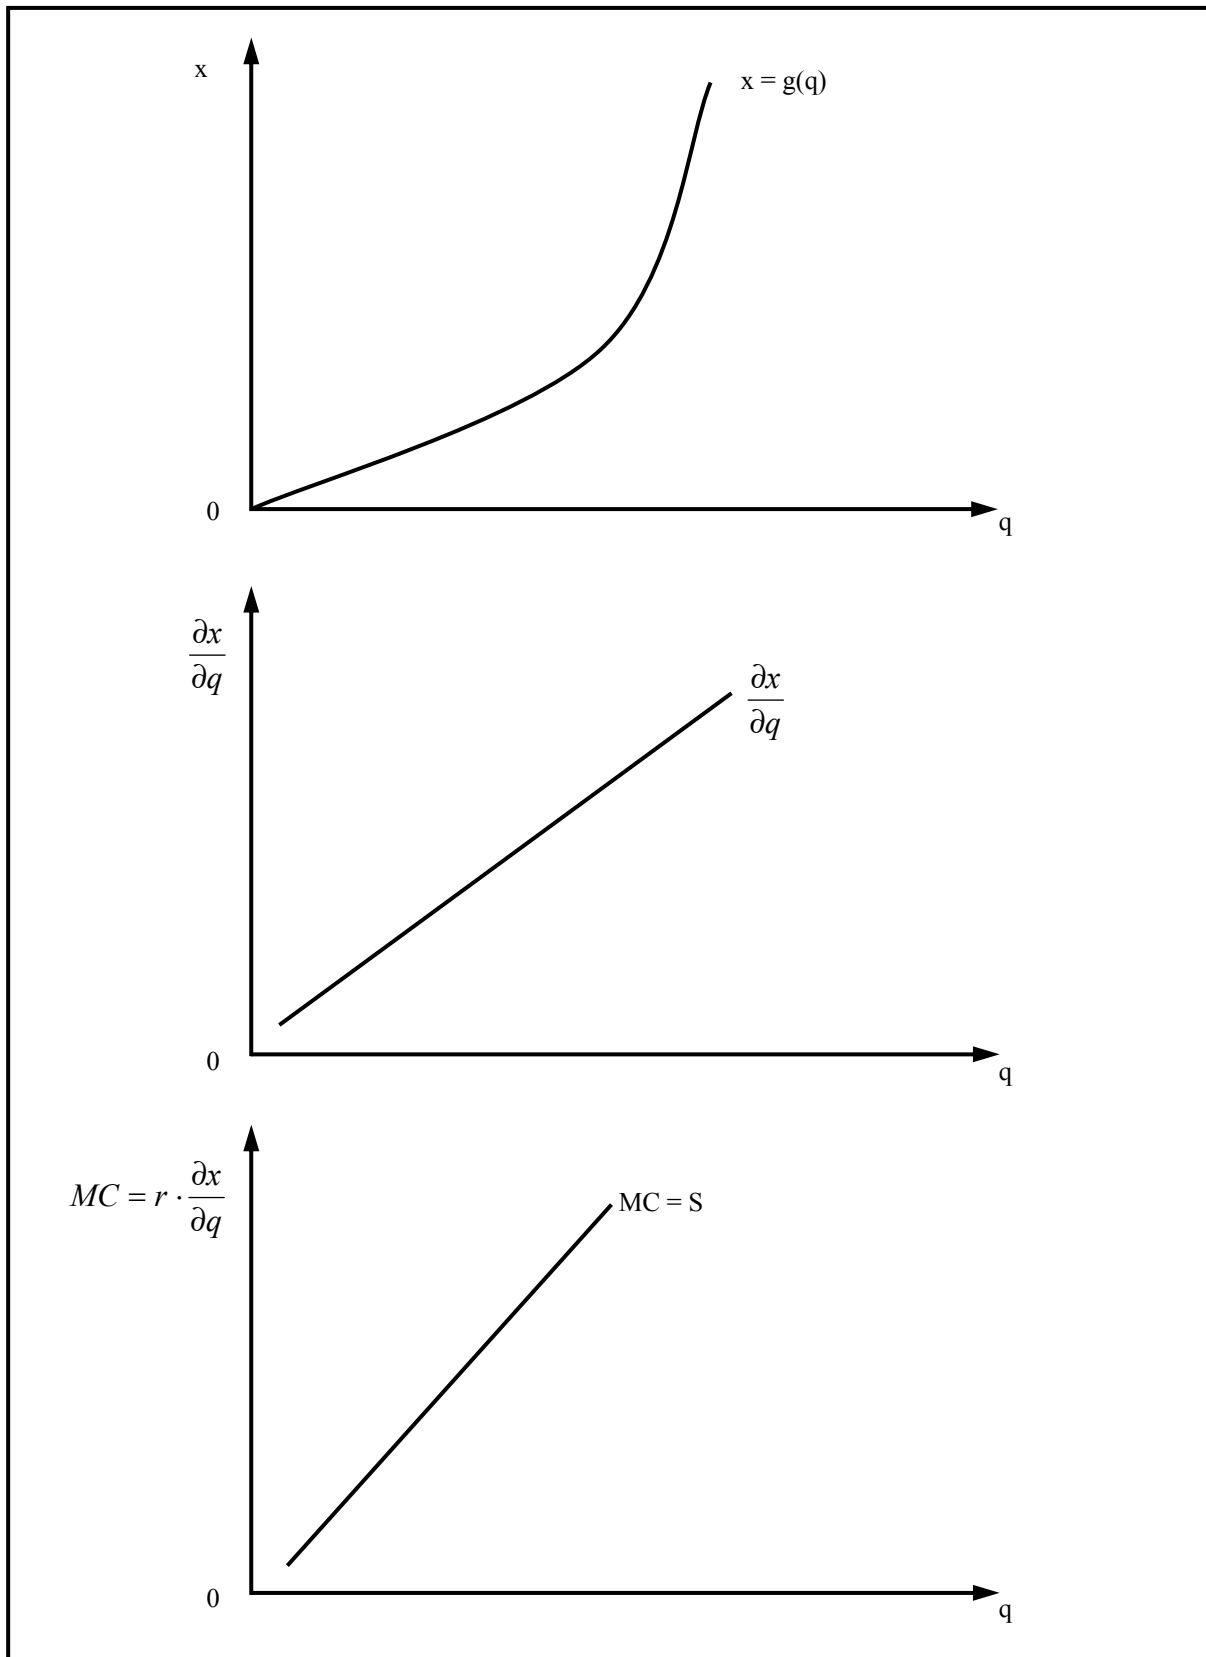 x
x = g(q)
0
q
∂x/∂q
∂x/∂q
0
q
MC = r · ∂x/∂q
MC = S
0
q